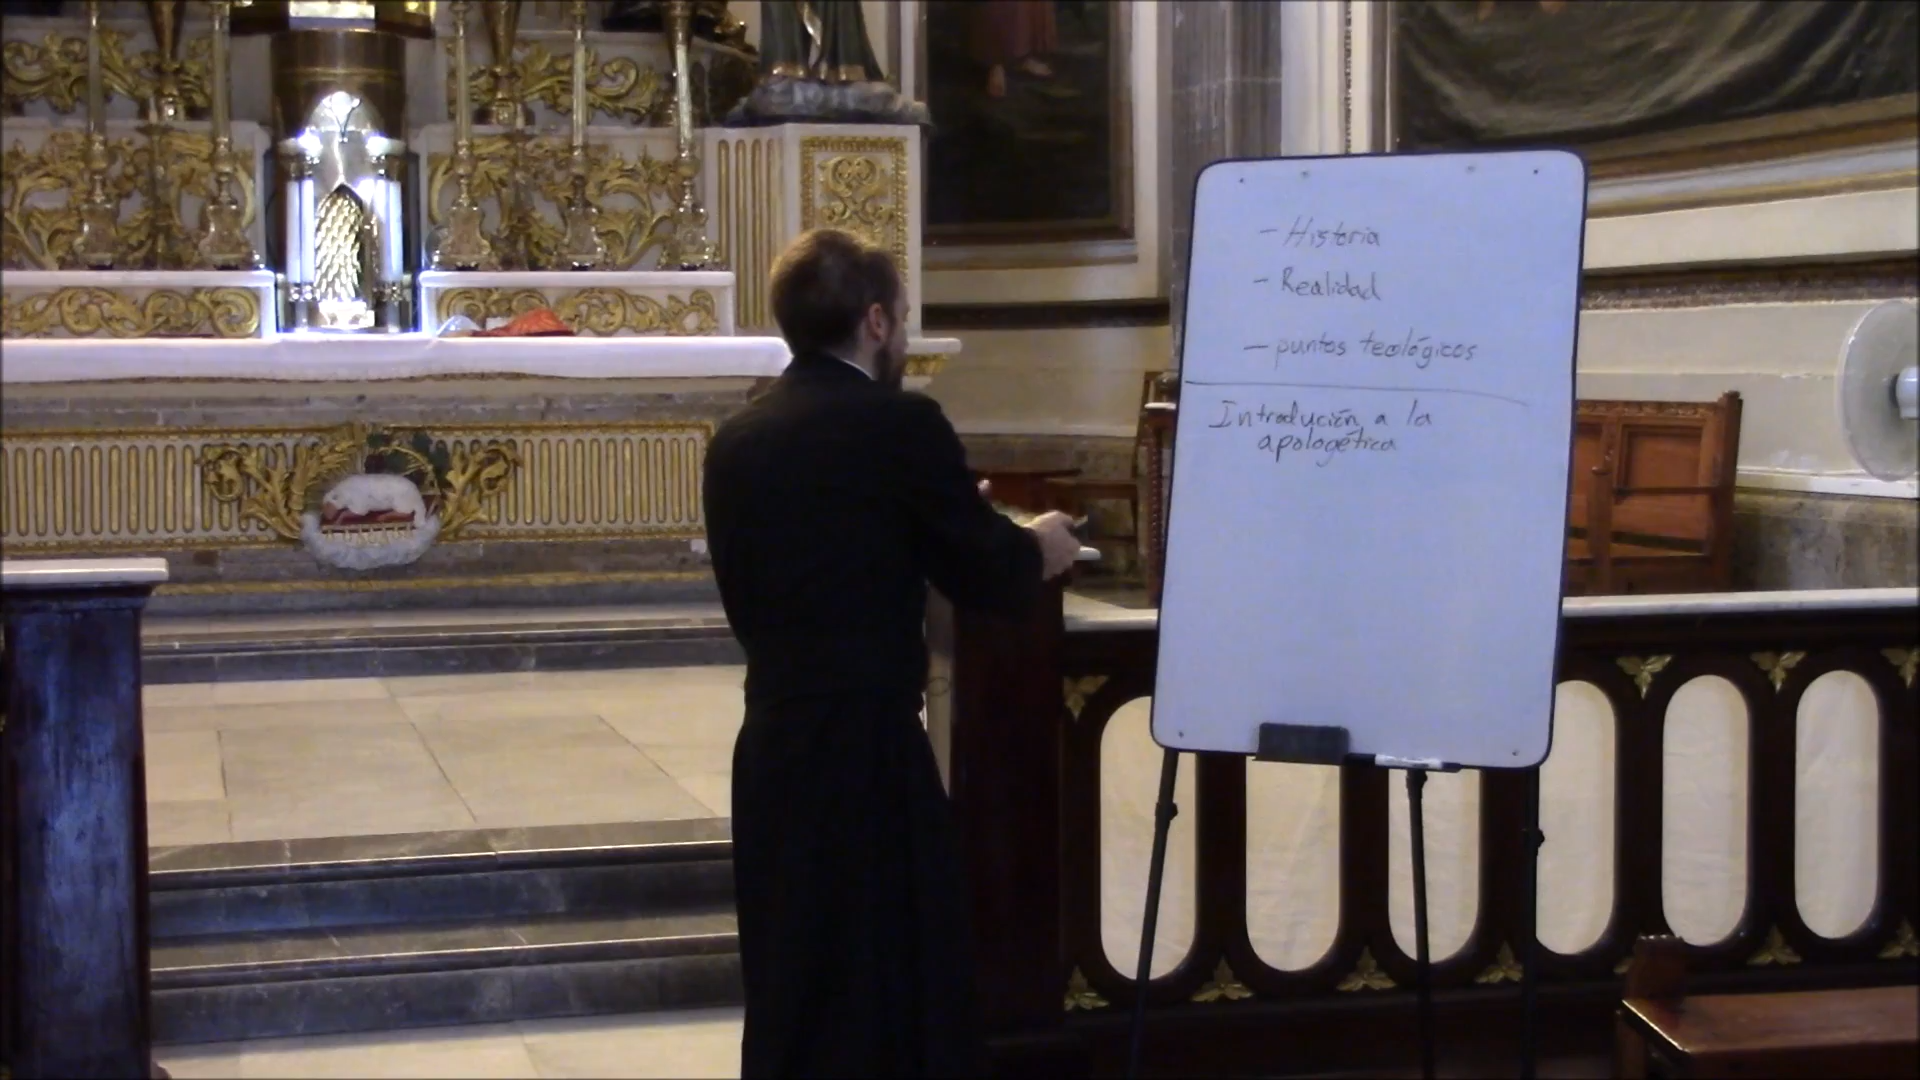 - Historia
- Realidad
- puntos teológicos
Introdución a la
apologética